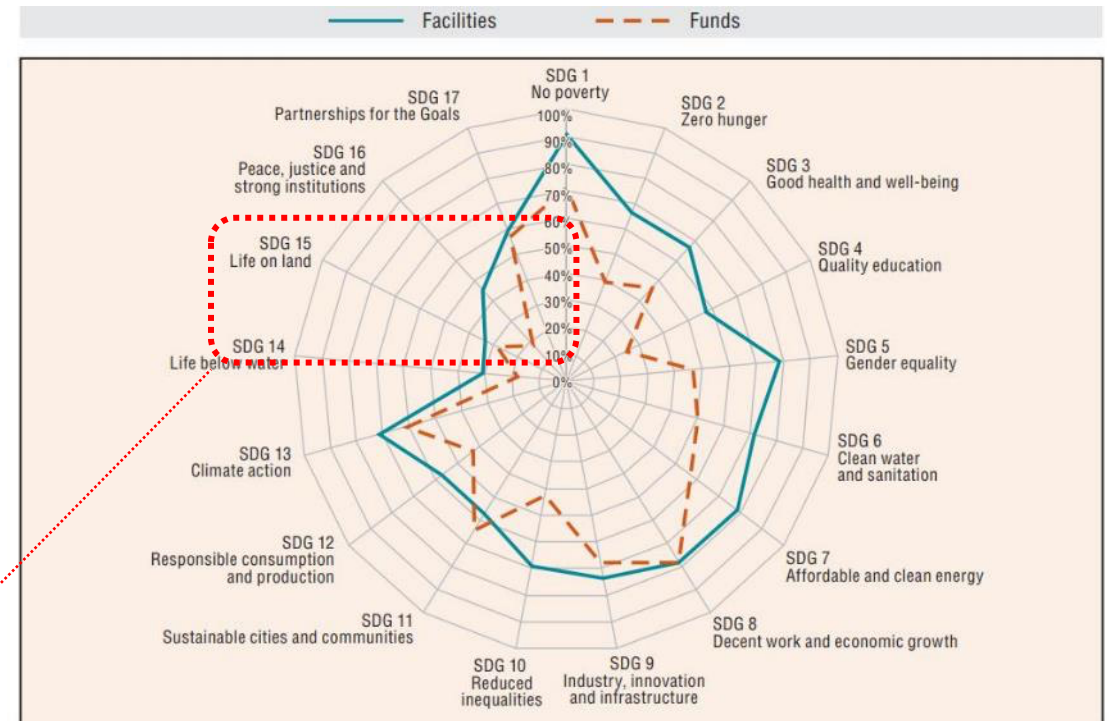 Facilities
Funds
SDG 1
No poverty
SDG 2
Zero hunger
SDG 3
Good health and well-being
SDG 4
Quality education
SDG 5
Gender equality
SDG 6
Clean water
and sanitation
SDG 7
Affordable and clean energy
SDG 8
Decent work and economic growth
SDG 9
Industry, innovation
and infrastructure
SDG 10
Reduced
inequalities
SDG 11
Sustainable cities and communities
SDG 12
Responsible consumption
and production
SDG 13
Climate action
SDG 14
Life below water
SDG 15
Life on land
SDG 16
Peace, justice and
strong institutions
SDG 17
Partnerships for the Goals
100%
90%
80%
70%
60%
50%
40%
30%
20%
10%
0%